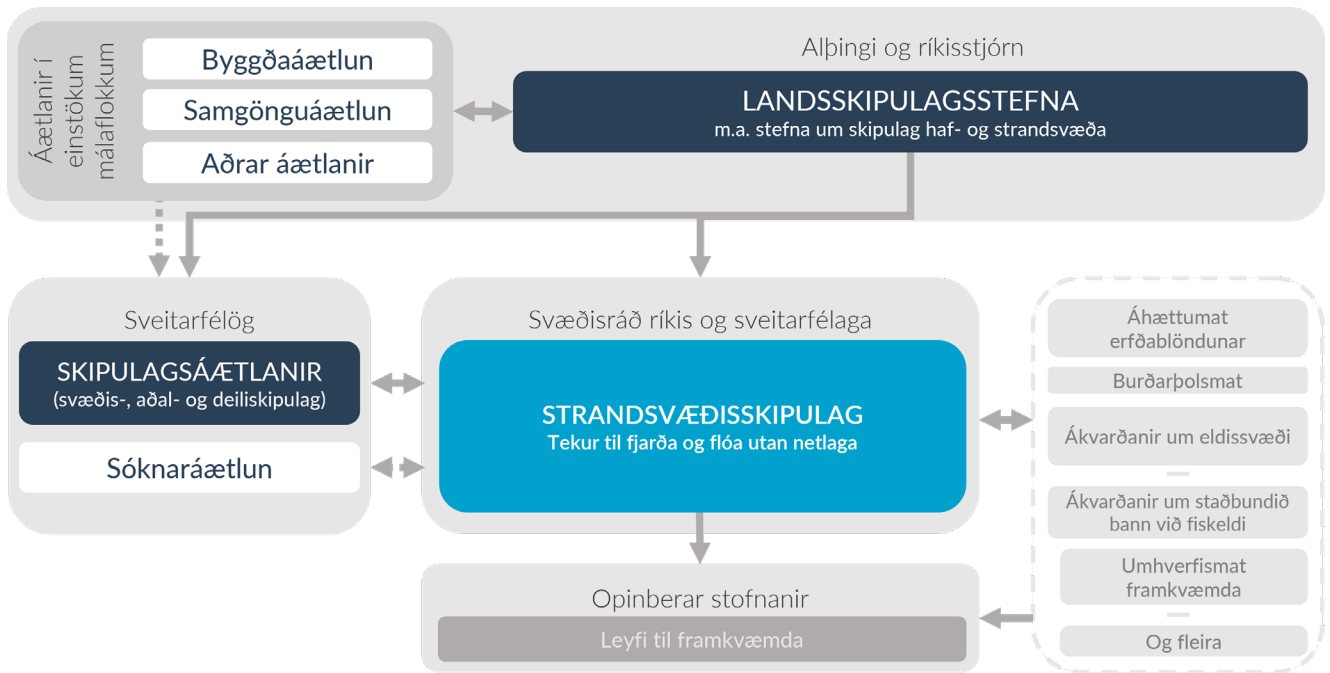 Áætlanir í
einstökum
málaflokkum
Byggðaáætlun
Samgönguáætlun
Aðrar áætlanir
Alþingi og ríkisstjórn
LANDSSKIPULAGSSTEFNA
m.a. stefna um skipulag haf- og strandsvæða
Sveitarfélög
SKIPULAGSÁÆTLANIR
(svæðis-, aðal- og deiliskipulag)
Sóknaráætlun
Svæðisráð ríkis og sveitarfélaga
STRANDSVÆÐISSKIPULAG
Tekur til fjarða og flóa utan netlaga
Opinberar stofnanir
Leyfi til framkvæmda
Áhættumat
erfðablöndunar
Burðarþolsmat
Ákvarðanir um eldissvæði
Ákvarðanir um staðbundið
bann við fiskeldi
Umhverfismat
framkvæmda
Og fleira